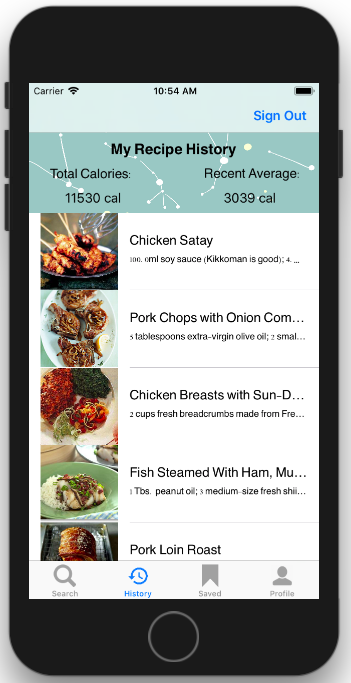 Carrier 10:54 AM
Sign Out
My Recipe History
Total Calories: Recent Average:
11530 cal 3039 cal
Chicken Satay
100. 0ml soy sauce (Kikkoman is good); 4. ...
Pork Chops with Onion Com...
5 tablespoons extra-virgin olive oil; 2 smal...
Chicken Breasts with Sun-D...
2 cups fresh breadcrumbs made from Fre...
Fish Steamed With Ham, Mu...
1 Tbs. peanut oil; 3 medium-size fresh shii...
Pork Loin Roast
Search History Saved Profile